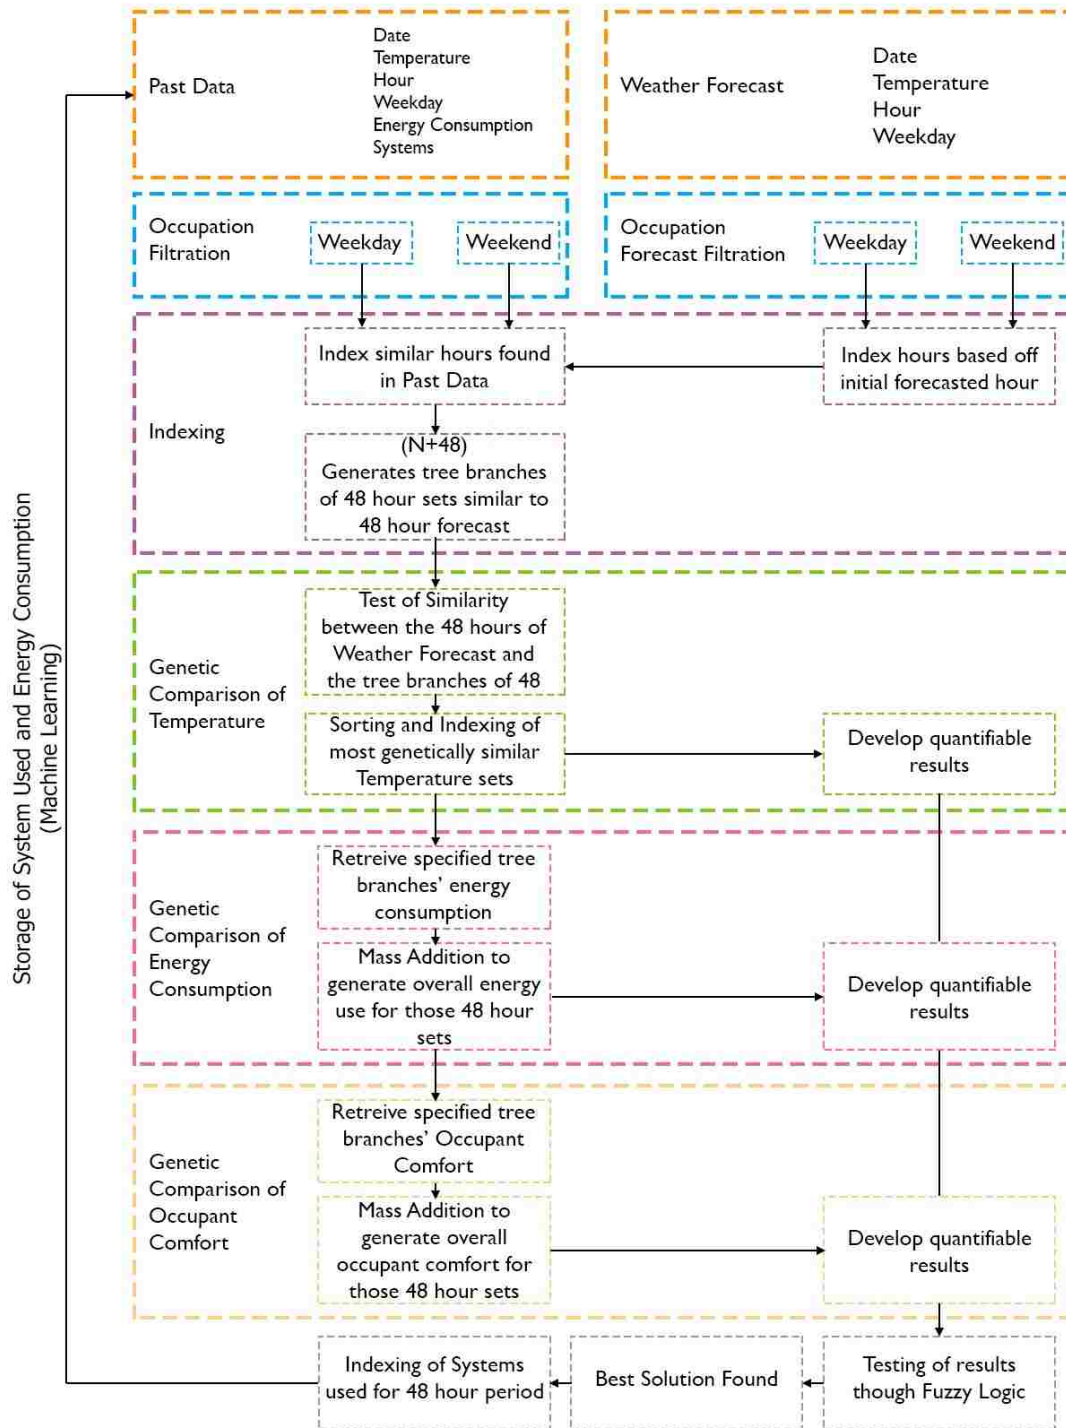 Past Data
Date
Temperature
Hour
Weekday
Energy Consumption
Systems
Weather Forecast
Date
Temperature
Hour
Weekday
Occupation
Filtration
Weekday
Weekend
Occupation
Forecast Filtration
Weekday
Weekend
Indexing
Index similar hours found
in Past Data
Index hours based off
initial forecasted hour
(N+48)
Generates tree branches
of 48 hour sets similar to
48 hour forecast
Genetic
Comparison of
Temperature
Test of Similarity
between the 48 hours of
Weather Forecast and
the tree branches of 48
Sorting and Indexing of
most genetically similar
Temperature sets
Develop quantifiable
results
Genetic
Comparison of
Energy
Consumption
Retreive specified tree
branches' energy
consumption
Mass Addition to
generate overall energy
use for those 48 hour
sets
Develop quantifiable
results
Genetic
Comparison of
Occupant
Comfort
Retreive specified tree
branches' Occupant
Comfort
Mass Addition to
generate overall
occupant comfort for
those 48 hour sets
Develop quantifiable
results
Testing of results
though Fuzzy Logic
Best Solution Found
Indexing of Systems
used for 48 hour period
Storage of System Used and Energy Consumption
(Machine Learning)